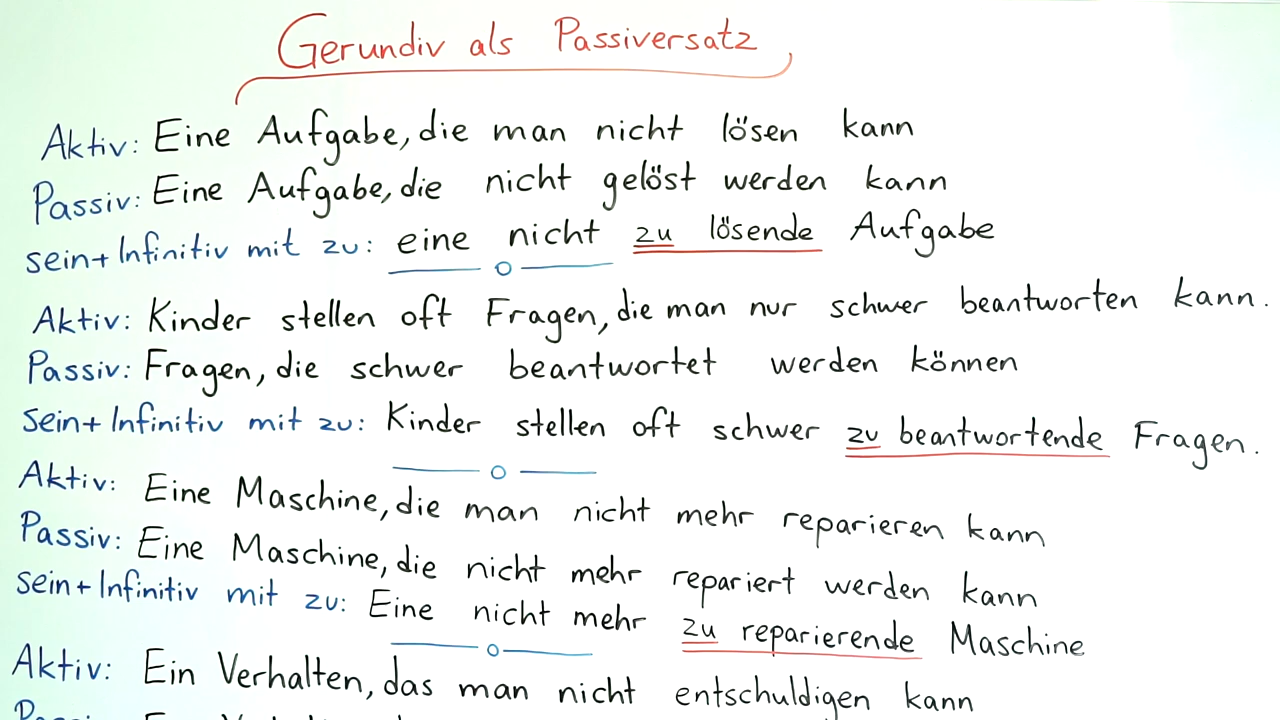 Gerundiv als Passiversatz
Aktiv: Eine Aufgabe, die man nicht lösen kann
Passiv: Eine Aufgabe, die nicht gelöst werden kann
sein+Infinitiv mit zu: eine nicht zu lösende Aufgabe
Aktiv: Kinder stellen oft Fragen, die man nur schwer beantworten kann.
Passiv: Fragen, die schwer beantwortet werden können
sein+Infinitiv mit zu: Kinder stellen oft schwer zu beantwortende Fragen.
Aktiv: Eine Maschine, die man nicht mehr reparieren kann
Passiv: Eine Maschine, die nicht mehr repariert werden kann
sein+Infinitiv mit zu: Eine nicht mehr zu reparierende Maschine
Aktiv: Ein Verhalten, das man nicht entschuldigen kann